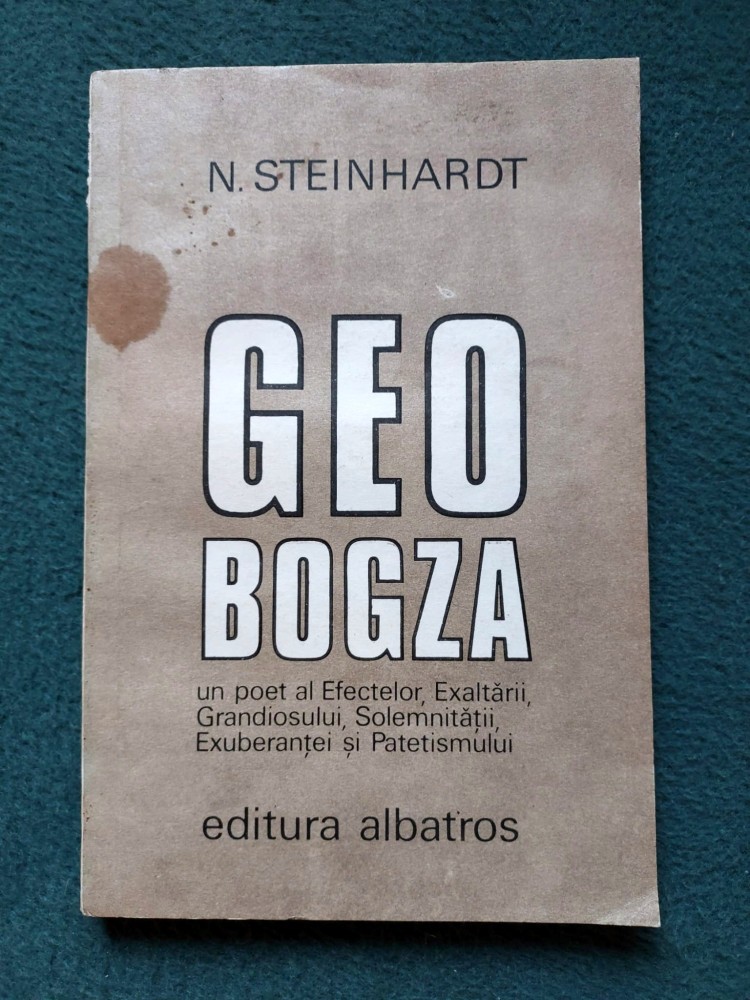 N. STEINHARDT
GEO
BOGZA
un poet al Efectelor, Exaltării,
Grandiosului, Solemnității,
Exuberanței și Patetismului
editura albatros